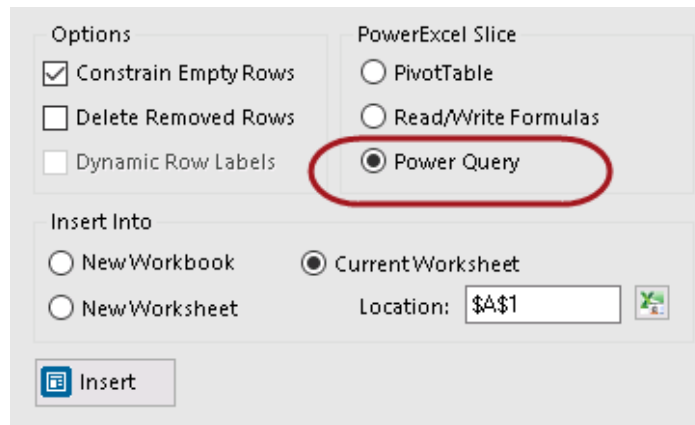 Options
Constrain Empty Rows
Delete Removed Rows
Dynamic Row Labels
PowerExcel Slice
PivotTable
Read/Write Formulas
Power Query
Insert Into
New Workbook
New Worksheet
Current Worksheet
Location: $A$1
Insert